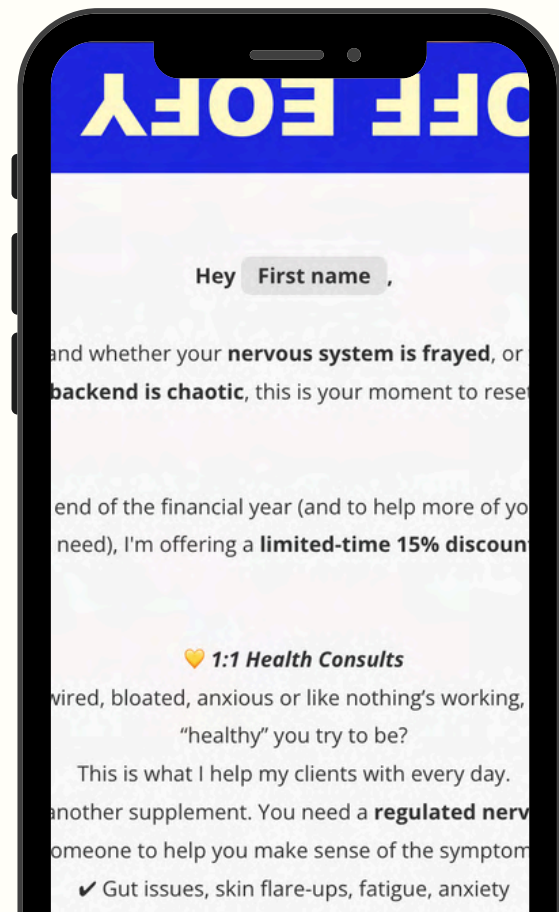 OFF EOFY
Hey First name ,
and whether your nervous system is frayed, or
backend is chaotic, this is your moment to reset
end of the financial year (and to help more of yo
need), I'm offering a limited-time 15% discount
💛 1:1 Health Consults
wired, bloated, anxious or like nothing’s working,
“healthy” you try to be?
This is what I help my clients with every day.
another supplement. You need a regulated nerv
omeone to help you make sense of the symptom
✔ Gut issues, skin flare-ups, fatigue, anxiety